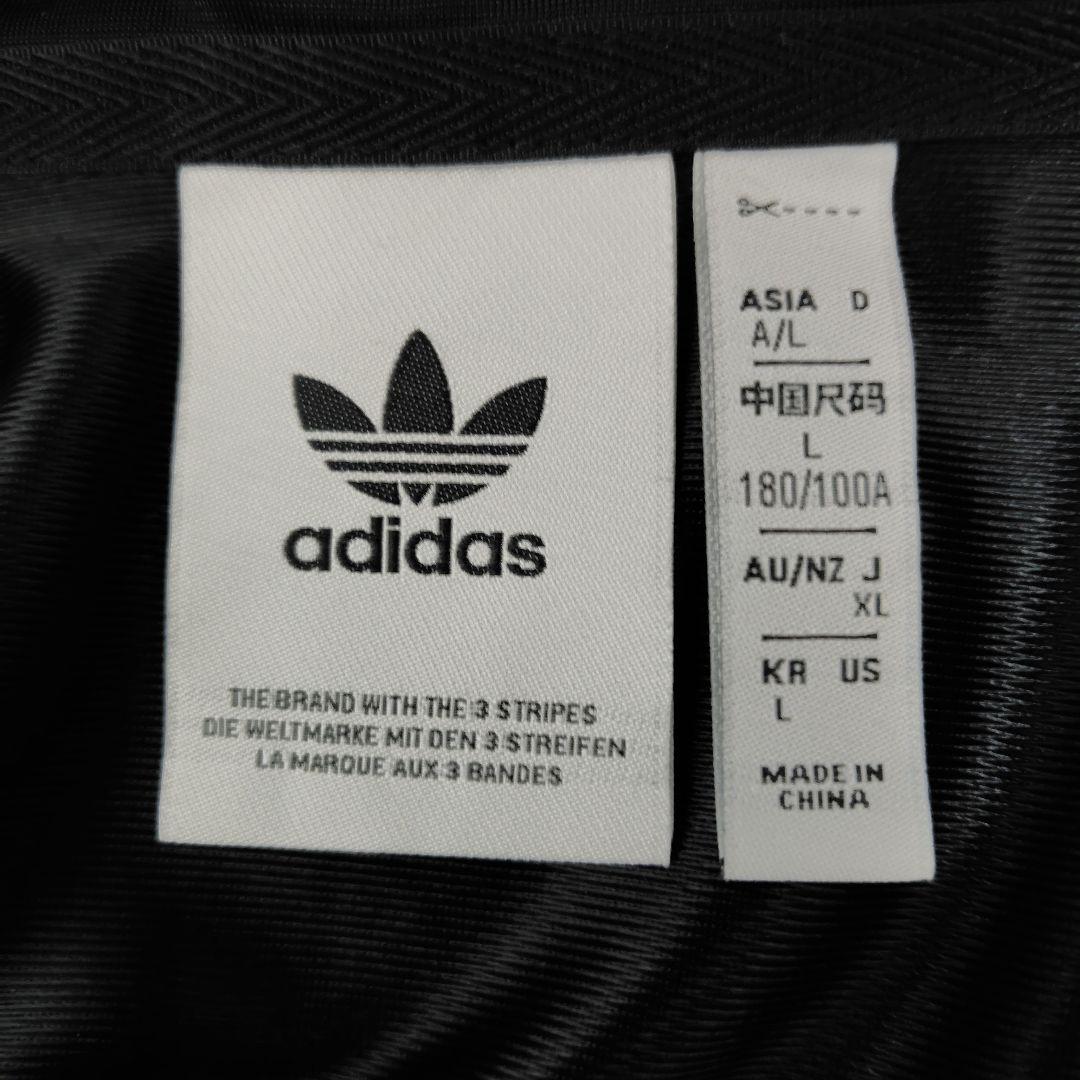 adidas
THE BRAND WITH THE 3 STRIPES
DIE WELTMARKE MIT DEN 3 STREIFEN
LA MARQUE AUX 3 BANDES
ASIA D
A/L
中国尺码
L
180/100A
AU/NZ J
XL
KR US
L
MADE IN
CHINA